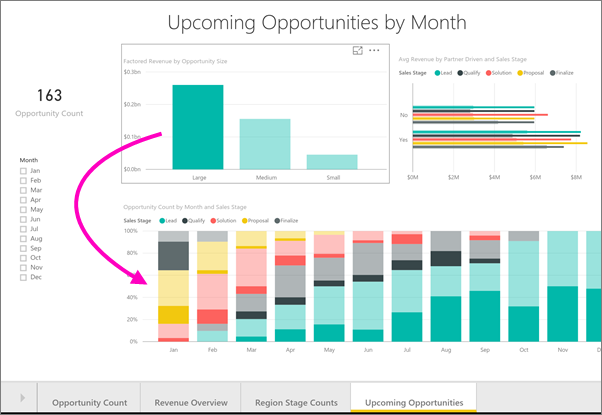 Upcoming Opportunities by Month
163
Opportunity Count
Month
Jan
Feb
Mar
Apr
May
Jun
Jul
Aug
Sep
Oct
Nov
Dec
Factored Revenue by Opportunity Size
$0.3bn
$0.2bn
$0.1bn
$0.0bn
Large Medium Small
Avg Revenue by Partner Driven and Sales Stage
Sales Stage Lead Qualify Solution Proposal Finalize
No
Yes
$0M $2M $4M $6M $8M
Opportunity Count by Month and Sales Stage
Sales Stage Lead Qualify Solution Proposal Finalize
100%
80%
60%
40%
20%
0%
Jan Feb Mar Apr May Jun Jul Aug Sep Oct Nov Dec
Opportunity Count Revenue Overview Region Stage Counts Upcoming Opportunities